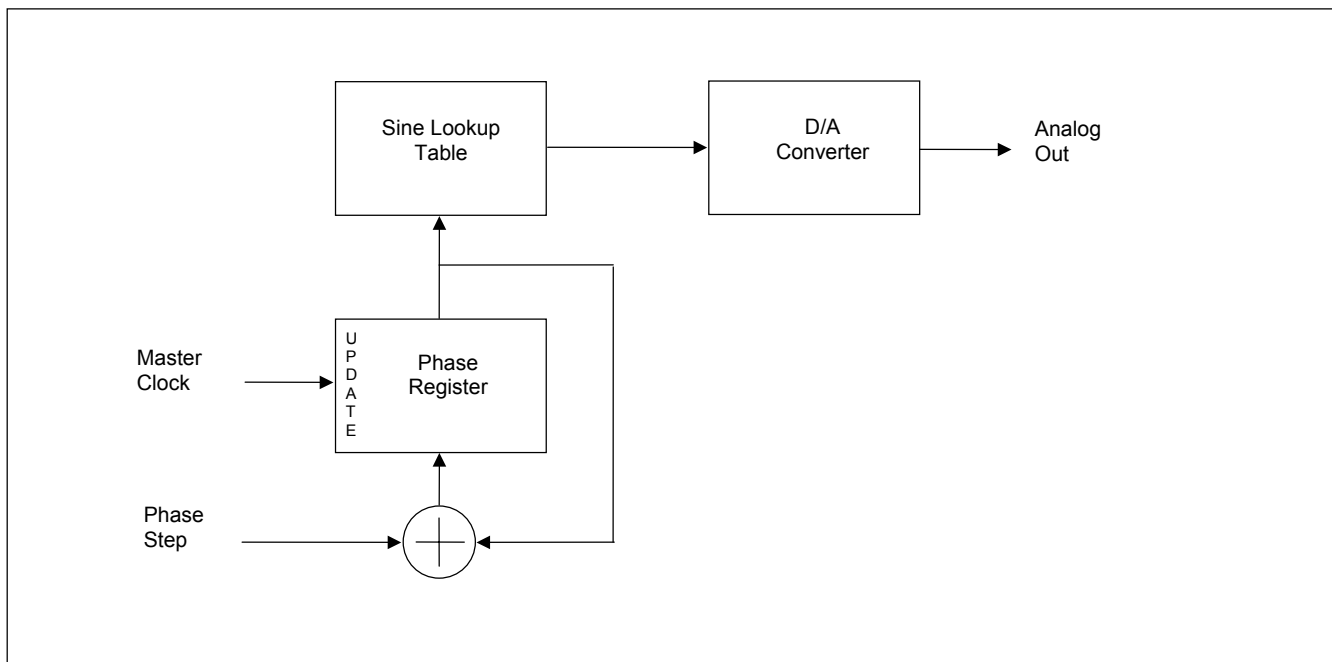 Sine Lookup
Table
D/A
Converter
Analog
Out
Master
Clock
U
P
D
A
T
E
Phase
Register
Phase
Step